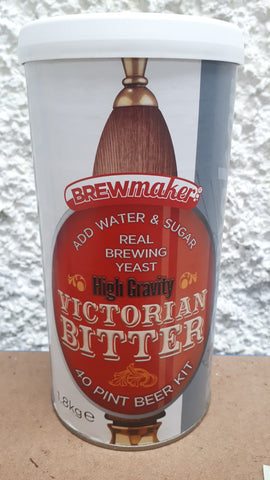 BREWmaker
ADD WATER & SUGAR
REAL
BREWING
YEAST
High Gravity
VICTORIAN
BITTER
40 PINT BEER KIT
1.8kg e